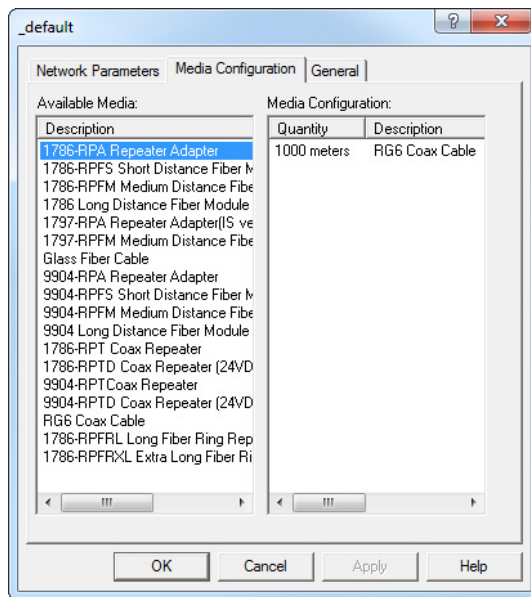 _default
Network Parameters
Media Configuration
General
Available Media:
Description
1786-RPA Repeater Adapter
1786-RPFS Short Distance Fiber M
1786-RPFM Medium Distance Fibe
1786 Long Distance Fiber Module
1797-RPA Repeater Adapter(IS ve
1797-RPFM Medium Distance Fibe
Glass Fiber Cable
9904-RPA Repeater Adapter
9904-RPFS Short Distance Fiber M
9904-RPFM Medium Distance Fibe
9904 Long Distance Fiber Module
1786-RPT Coax Repeater
1786-RPTD Coax Repeater (24VD
9904-RPTCoax Repeater
9904-RPTD Coax Repeater (24VD
RG6 Coax Cable
1786-RPFRL Long Fiber Ring Rep
1786-RPFRXL Extra Long Fiber Ri
Media Configuration:
Quantity Description
1000 meters RG6 Coax Cable
OK Cancel Apply Help